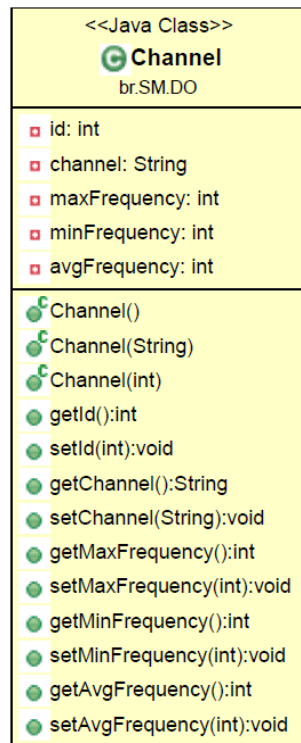 <<Java Class>>
Channel
br.SM.DO
id: int
channel: String
maxFrequency: int
minFrequency: int
avgFrequency: int
Channel()
Channel(String)
Channel(int)
getId():int
setId(int):void
getChannel():String
setChannel(String):void
getMaxFrequency():int
setMaxFrequency(int):void
getMinFrequency():int
setMinFrequency(int):void
getAvgFrequency():int
setAvgFrequency(int):void